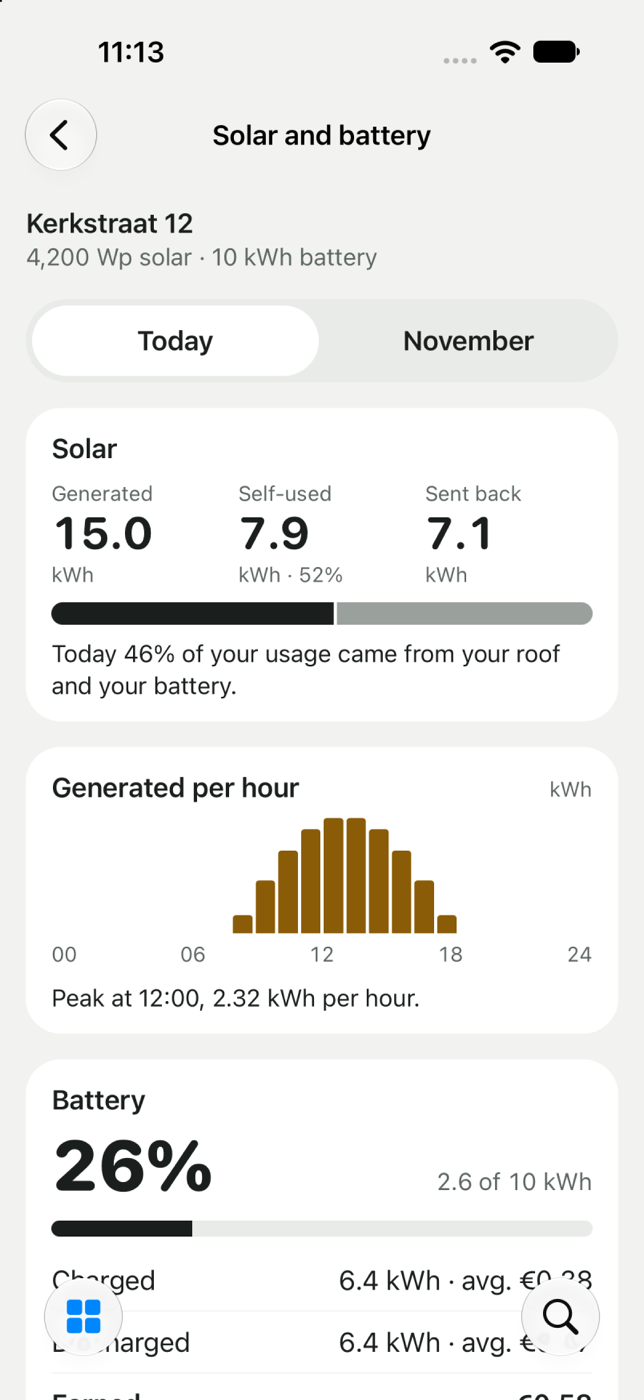 11:13
Solar and battery
Kerkstraat 12
4,200 Wp solar · 10 kWh battery
Today November
Solar
Generated Self-used Sent back
15.0 7.9 7.1
kWh kWh · 52% kWh
Today 46% of your usage came from your roof
and your battery.
Generated per hour kWh
00 06 12 18 24
Peak at 12:00, 2.32 kWh per hour.
Battery
26%
2.6 of 10 kWh
Charged 6.4 kWh · avg.
6.4 kWh · avg.